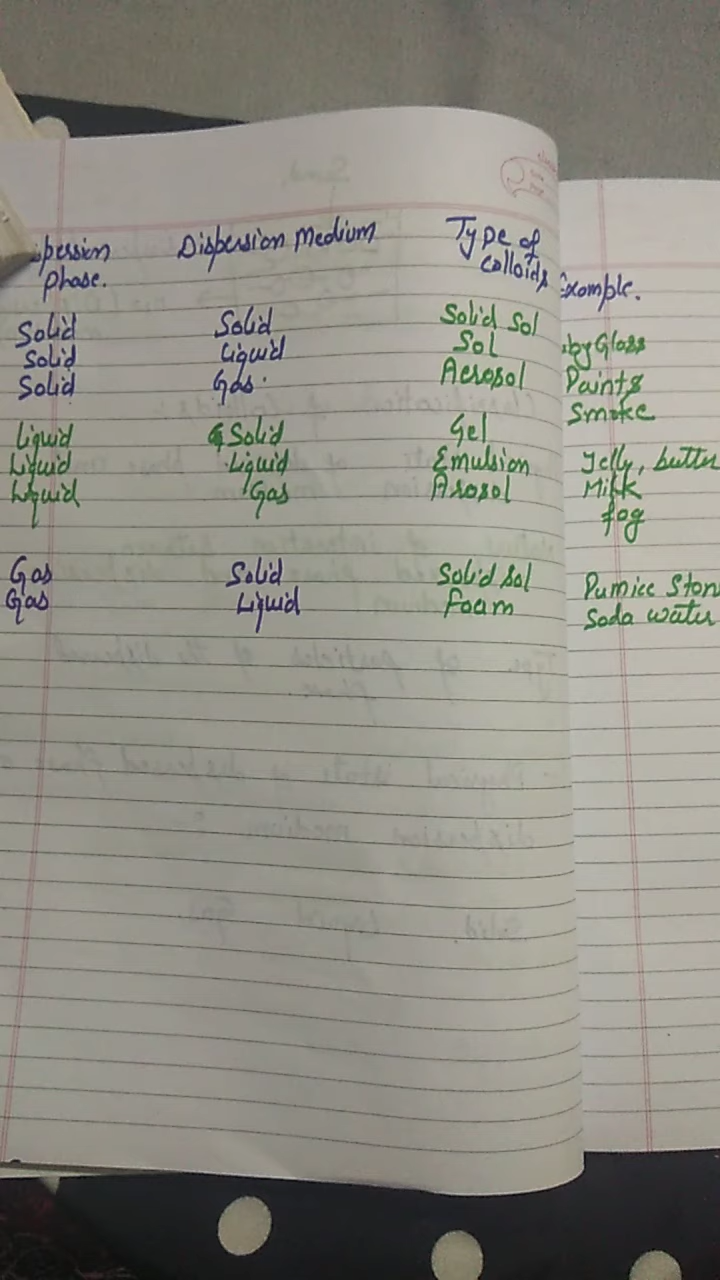 Dispersion Medium Type of
phase. colloids Example.
Solid Solid Solid Sol
Solid Liquid Sol Gloss
Solid Gas. Aerosol Paints
Smoke
Liquid Solid Gel
Liquid Liquid Emulsion Jelly, butter
Liquid Gas Arosol Milk
fog
Gas Solid Solid sol Pumice Ston
Gas Liquid foam Soda water